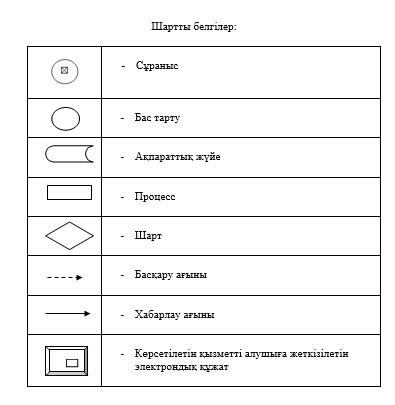 Шартты белгілер:
- Сұраныс
- Бас тарту
- Ақпараттық жүйе
- Процесс
- Шарт
- Басқару ағыны
- Хабарлау ағыны
- Көрсетілетін қызметті алушыға жеткізілетін
электрондық құжат